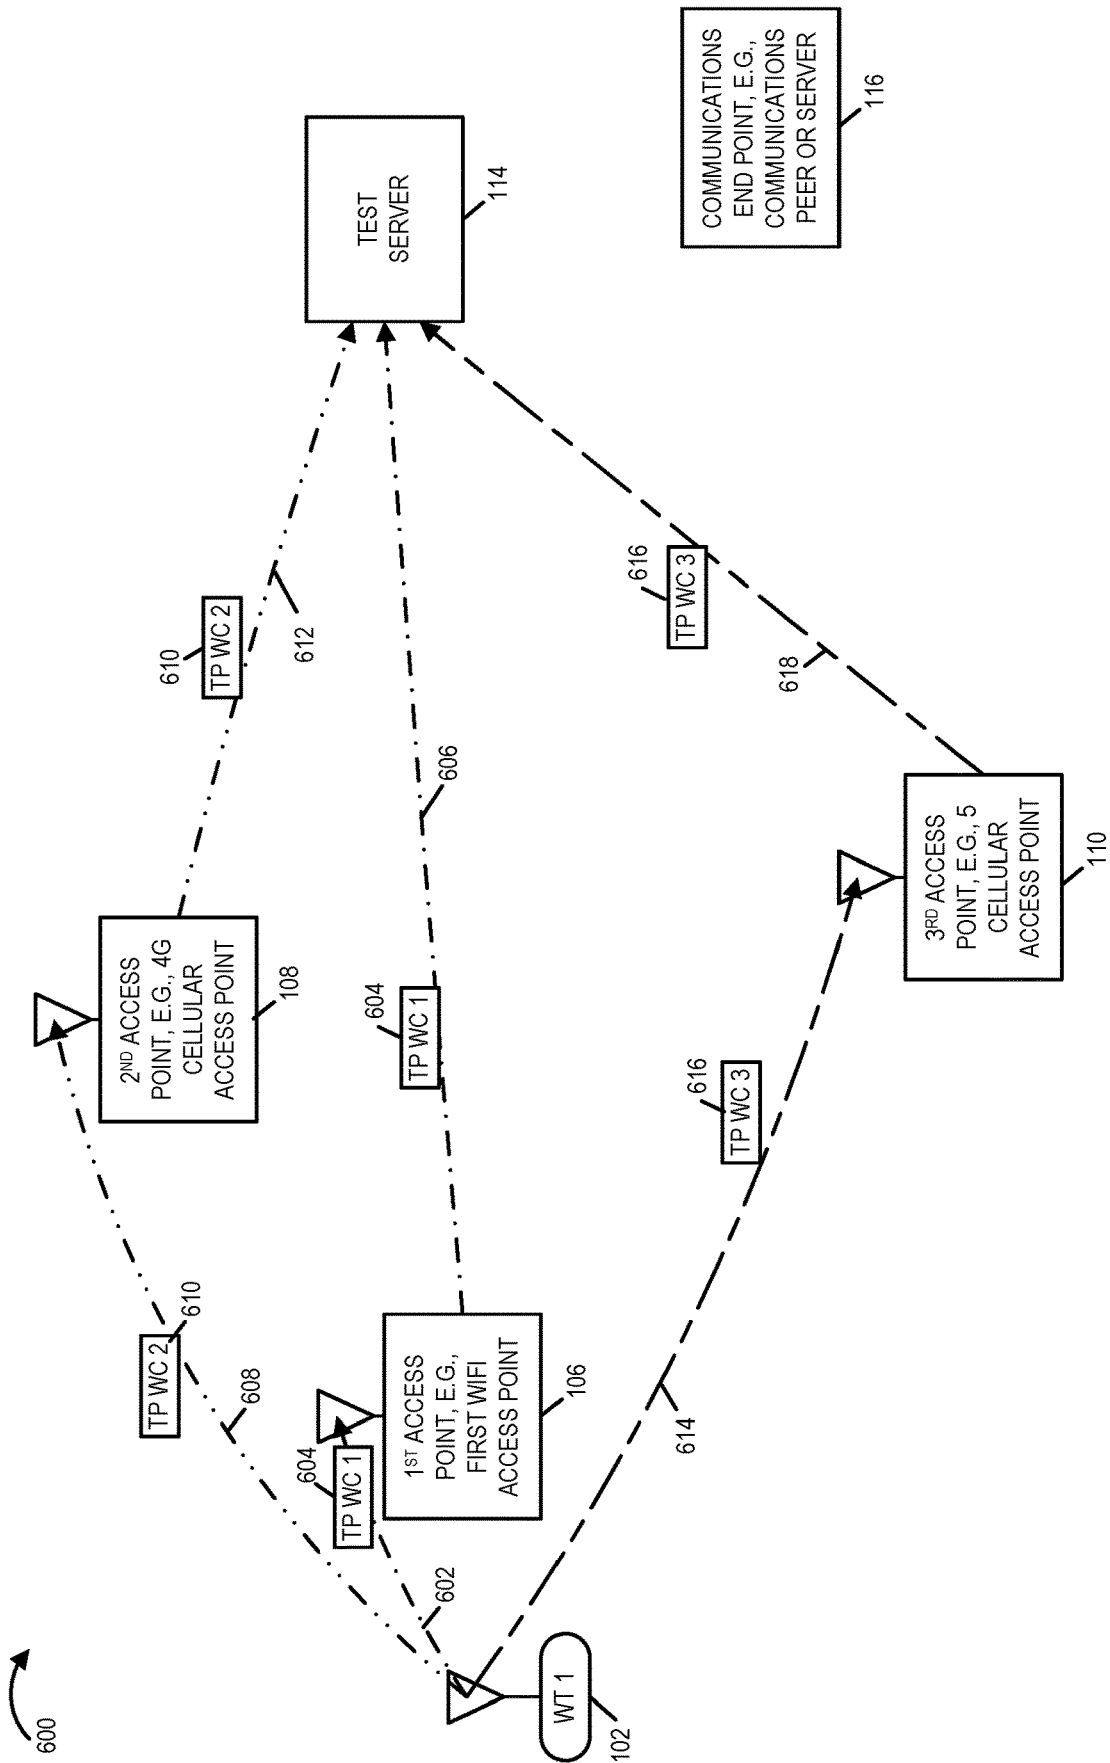 600
2ND ACCESS
POINT, E.G., 4G
CELLULAR
ACCESS POINT
108
TP WC 2
610
608
TP WC 2
610
612
TEST
SERVER
114
604
TP WC 1
602
1ST ACCESS
POINT, E.G.,
FIRST WIFI
ACCESS POINT
106
604
TP WC 1
606
WT 1
102
614
616
TP WC 3
3RD ACCESS
POINT, E.G., 5
CELLULAR
ACCESS POINT
110
616
TP WC 3
618
COMMUNICATIONS
END POINT, E.G.,
COMMUNICATIONS
PEER OR SERVER
116